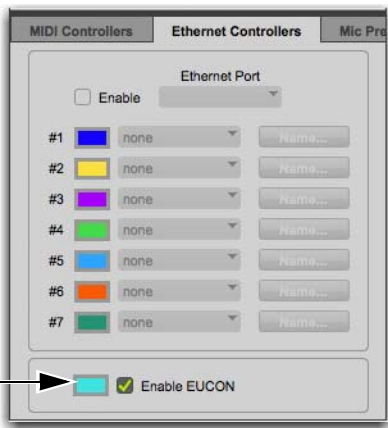 MIDI Controllers Ethernet Controllers Mic Pre
Ethernet Port
Enable
#1 none Name...
#2 none Name...
#3 none Name...
#4 none Name...
#5 none Name...
#6 none Name...
#7 none Name...
Enable EUCON